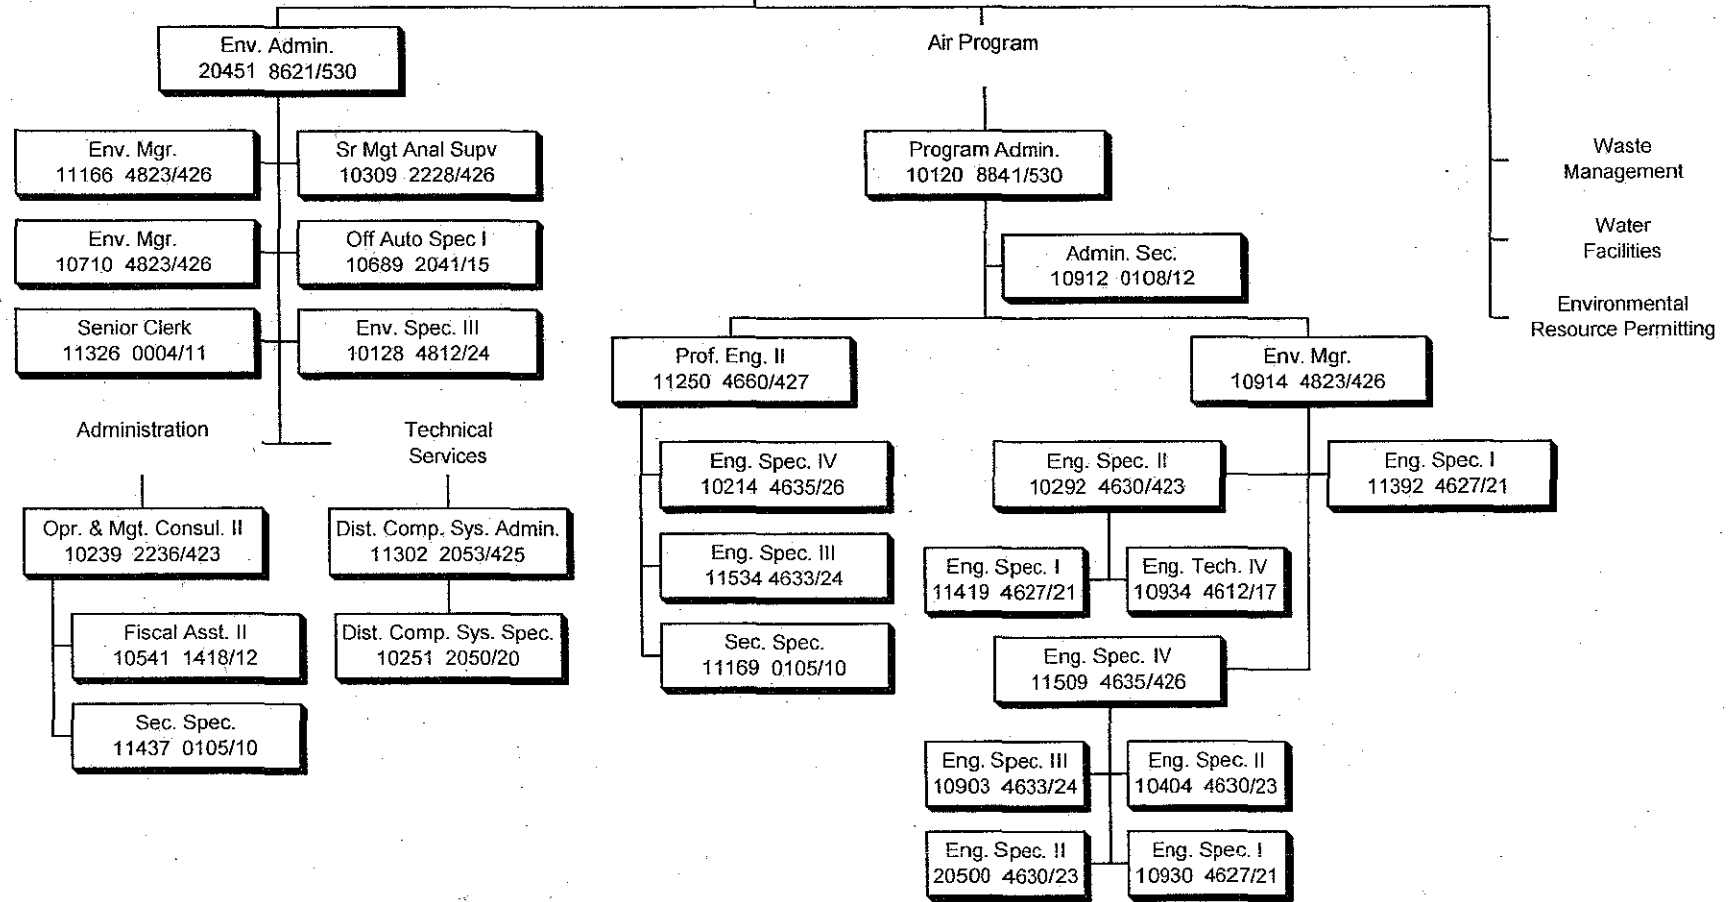 Env. Admin.
20451 8621/530
Env. Mgr.
11166 4823/426
Sr Mgt Anal Supv
10309 2228/426
Env. Mgr.
10710 4823/426
Off Auto Spec I
10689 2041/15
Senior Clerk
11326 0004/11
Env. Spec. III
10128 4812/24
Administration
Technical
Services
Opr. & Mgt. Consul. II
10239 2236/423
Dist. Comp. Sys. Admin.
11302 2053/425
Fiscal Asst. II
10541 1418/12
Dist. Comp. Sys. Spec.
10251 2050/20
Sec. Spec.
11437 0105/10
Air Program
Program Admin.
10120 8841/530
Admin. Sec.
10912 0108/12
Prof. Eng. II
11250 4660/427
Env. Mgr.
10914 4823/426
Eng. Spec. IV
10214 4635/26
Eng. Spec. III
11534 4633/24
Sec. Spec.
11169 0105/10
Eng. Spec. II
10292 4630/423
Eng. Spec. I
11392 4627/21
Eng. Spec. I
11419 4627/21
Eng. Tech. IV
10934 4612/17
Eng. Spec. IV
11509 4635/426
Eng. Spec. III
10903 4633/24
Eng. Spec. II
10404 4630/23
Eng. Spec. II
20500 4630/23
Eng. Spec. I
10930 4627/21
Waste
Management
Water
Facilities
Environmental
Resource Permitting